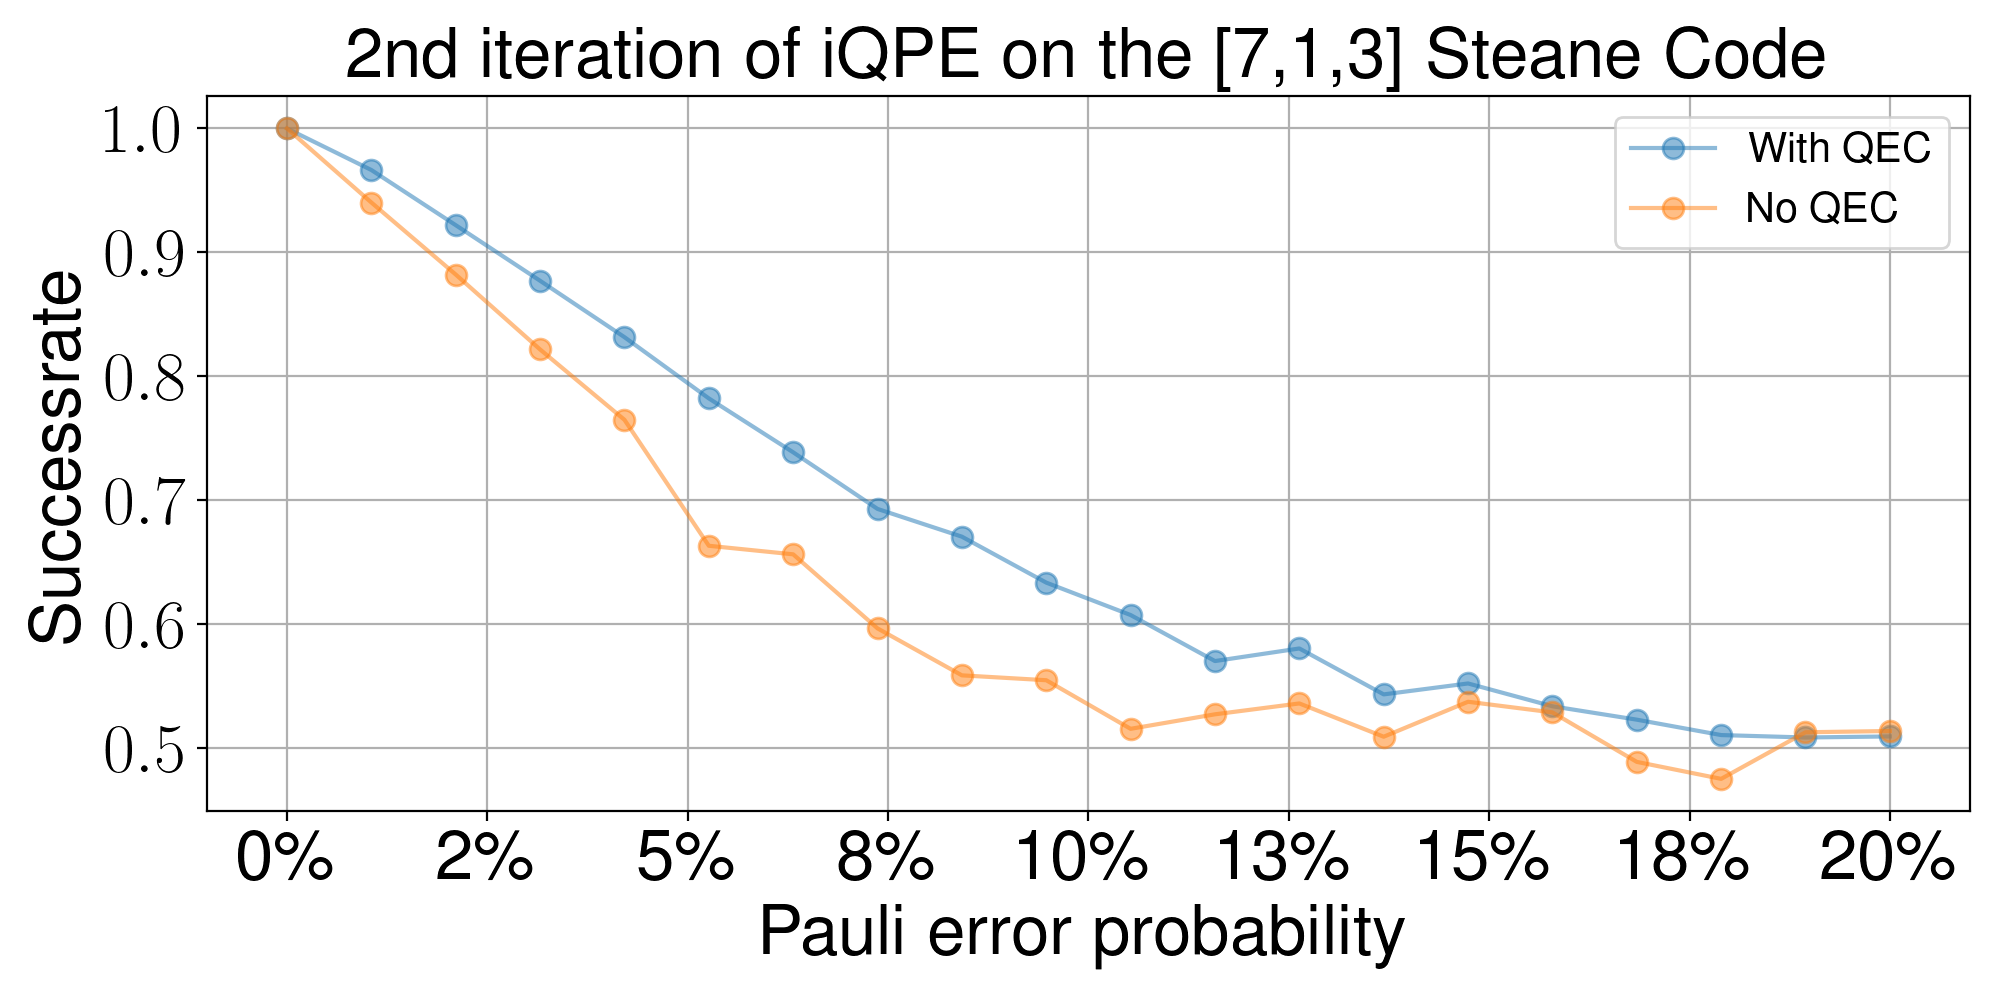 2nd iteration of iQPE on the [7,1,3] Steane Code
With QEC
No QEC
Successrate
1.0
0.9
0.8
0.7
0.6
0.5
0% 2% 5% 8% 10% 13% 15% 18% 20%
Pauli error probability